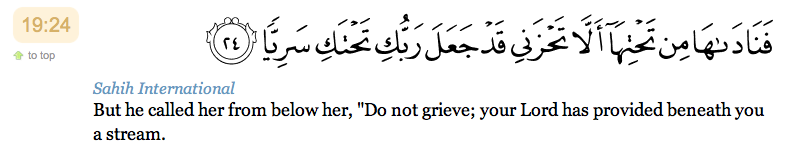 19:24
فَنَادَىٰهَا مِن تَحْتِهَآ أَلَّا تَحْزَنِى قَدْ جَعَلَ رَبُّكِ تَحْتَكِ سَرِيًّا ٢٤
to top
Sahih International
But he called her from below her, "Do not grieve; your Lord has provided beneath you
a stream.